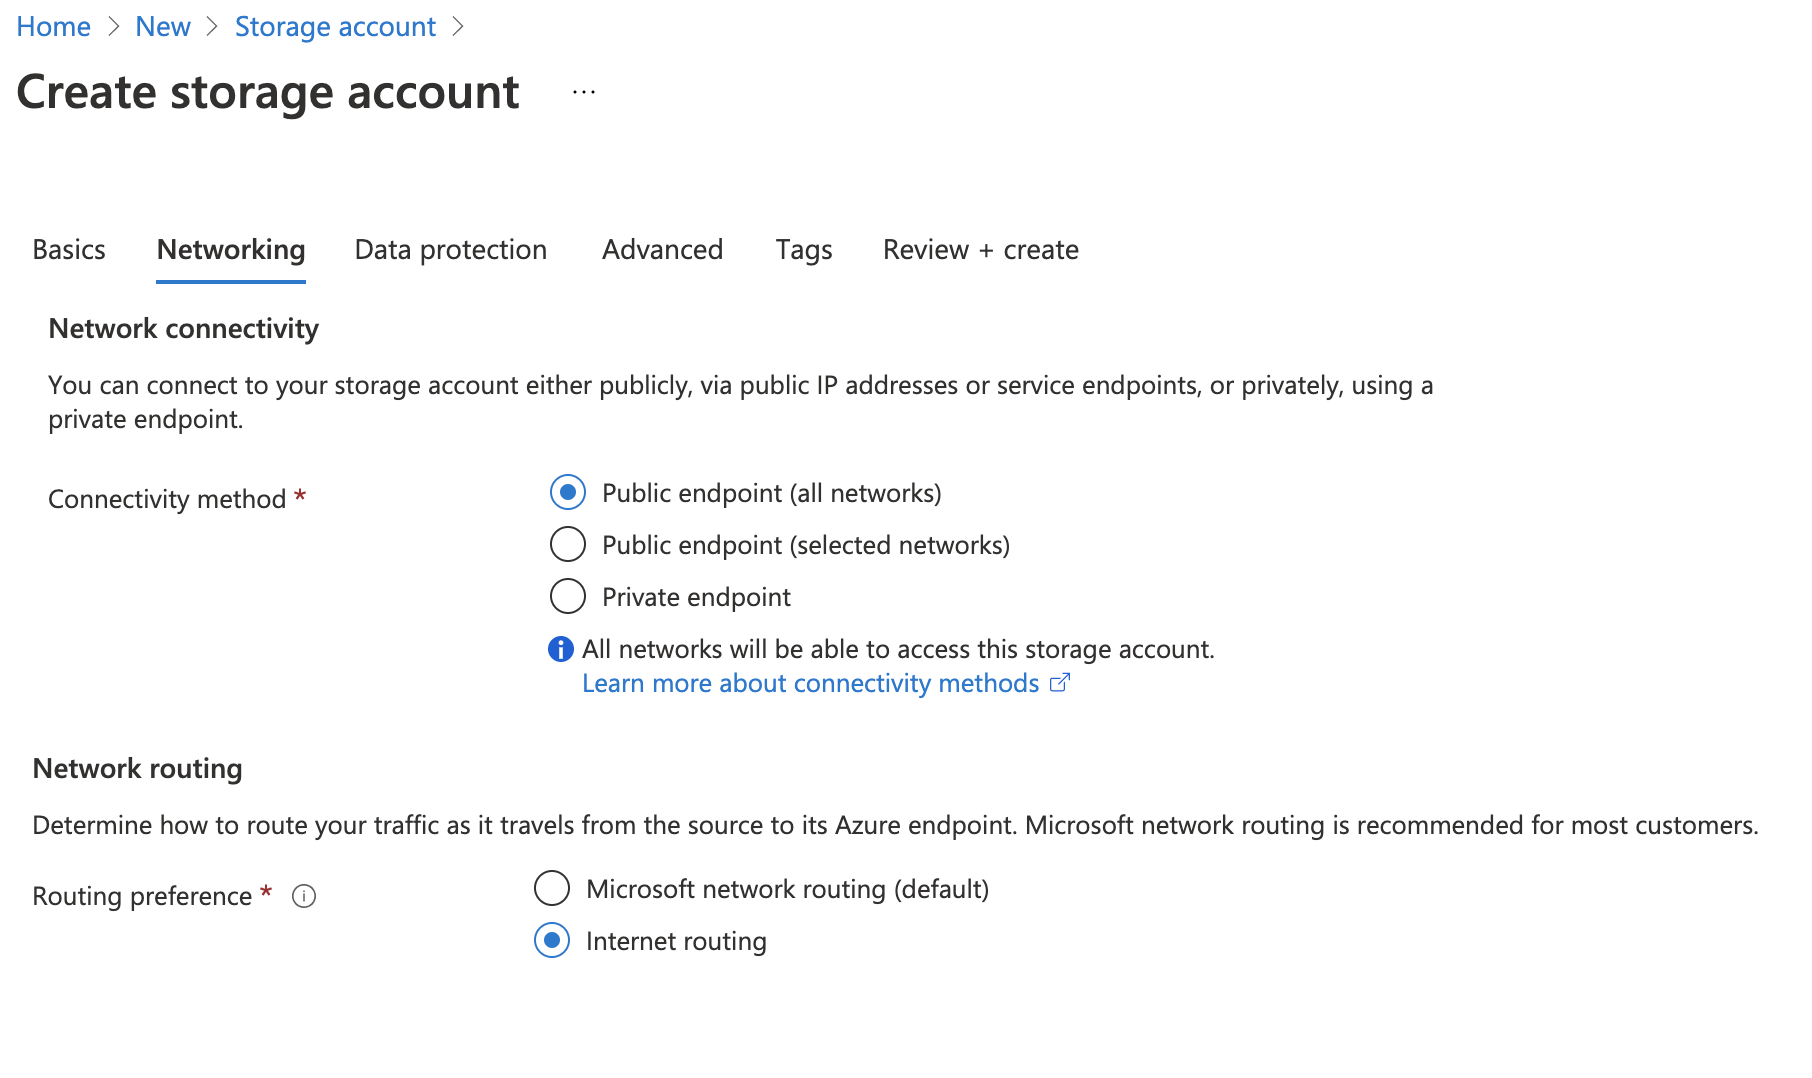 Home > New > Storage account >
Create storage account ...
Basics Networking Data protection Advanced Tags Review + create
Network connectivity
You can connect to your storage account either publicly, via public IP addresses or service endpoints, or privately, using a
private endpoint.
Connectivity method *
Public endpoint (all networks)
Public endpoint (selected networks)
Private endpoint
All networks will be able to access this storage account.
Learn more about connectivity methods
Network routing
Determine how to route your traffic as it travels from the source to its Azure endpoint. Microsoft network routing is recommended for most customers.
Routing preference *
Microsoft network routing (default)
Internet routing